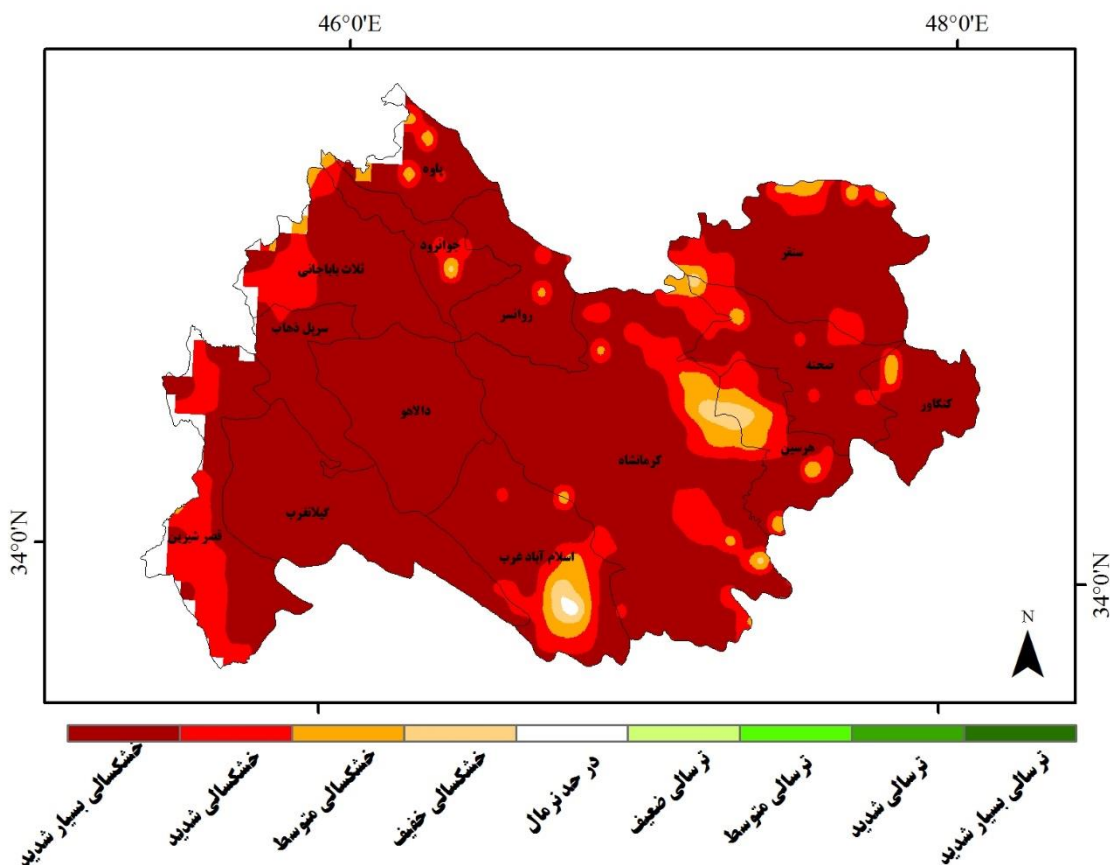 46°0'E
48°0'E
پاوه
جوانرود
سنقر
ثلاث باباجانی
روانسر
سرپل ذهاب
صحنه
دالاهو
کنگاور
هرسین
کرمانشاه
گیلانغرب
قصر شیرین
اسلام آباد غرب
34°0'N
34°0'N
N
خشکسالی بسیار شدید
خشکسالی شدید
خشکسالی متوسط
خشکسالی خفیف
در حد نرمال
ترسالی ضعیف
ترسالی متوسط
ترسالی شدید
ترسالی بسیار شدید